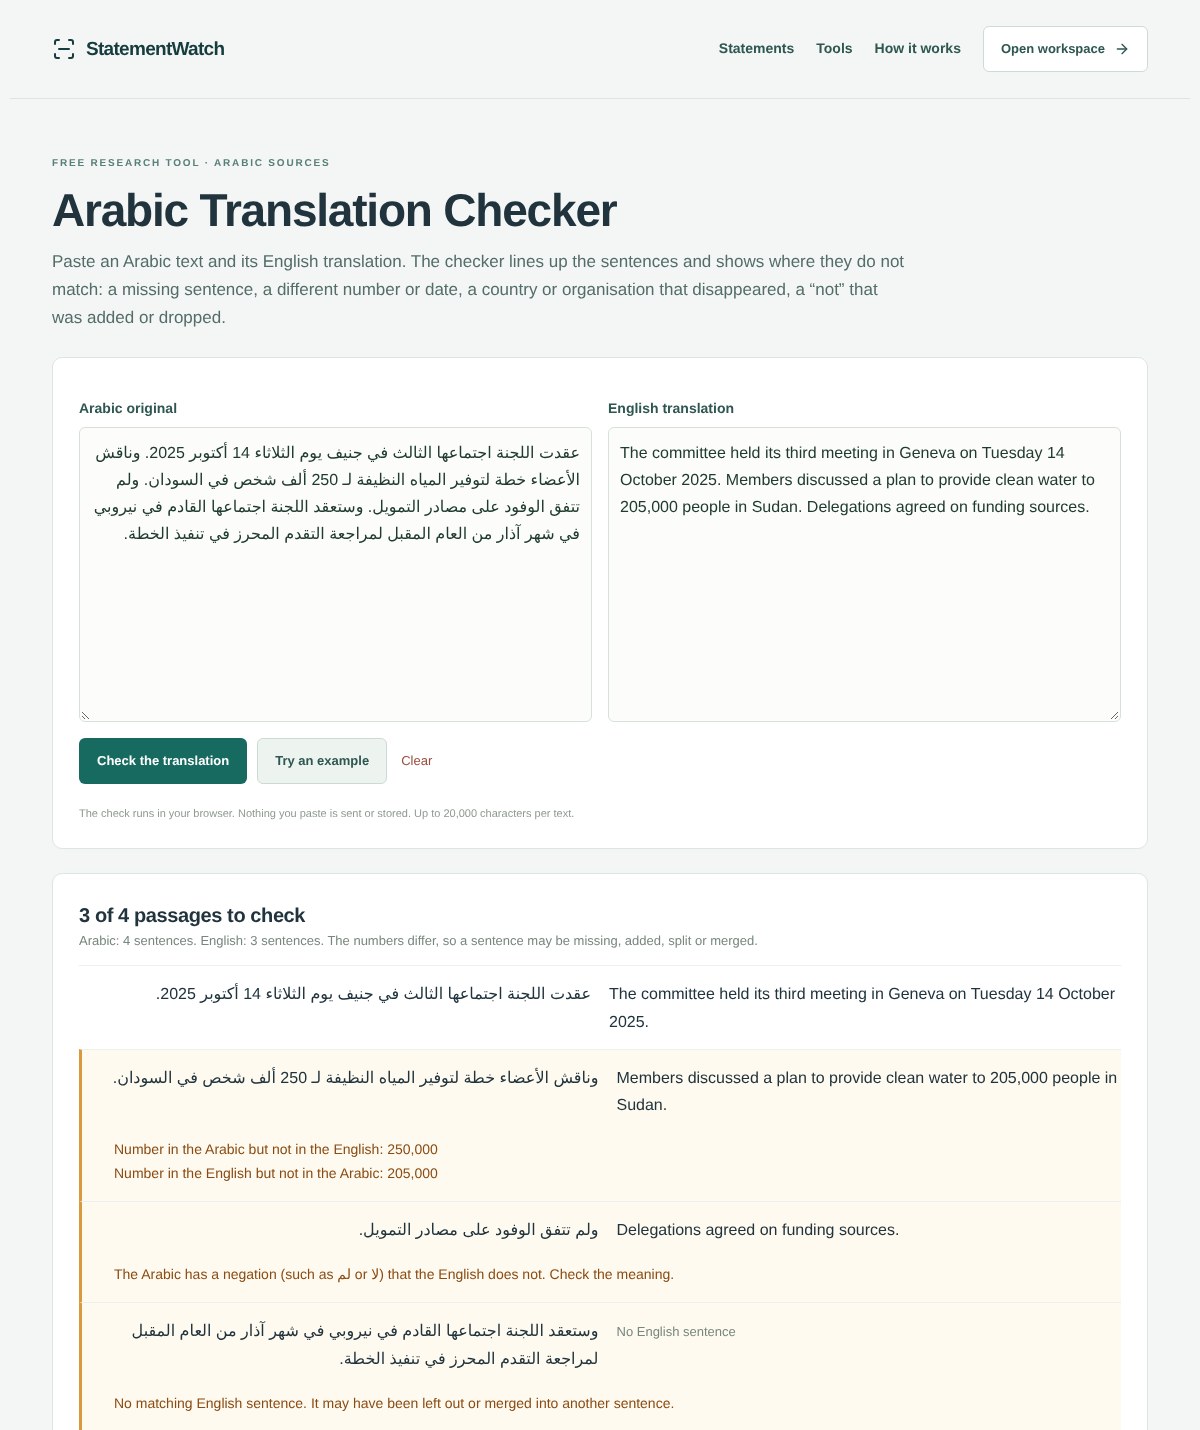 StatementWatch
Statements
Tools
How it works
Open workspace
FREE RESEARCH TOOL · ARABIC SOURCES
Arabic Translation Checker
Paste an Arabic text and its English translation. The checker lines up the sentences and shows where they do not
match: a missing sentence, a different number or date, a country or organisation that disappeared, a “not” that
was added or dropped.
Arabic original
عقدت اللجنة اجتماعها الثالث في جنيف يوم الثلاثاء 14 أكتوبر 2025. وناقش
الأعضاء خطة لتوفير المياه النظيفة لـ 250 ألف شخص في السودان. ولم
تتفق الوفود على مصادر التمويل. وستعقد اللجنة اجتماعها القادم في نيروبي
في شهر آذار من العام المقبل لمراجعة التقدم المحرز في تنفيذ الخطة.
English translation
The committee held its third meeting in Geneva on Tuesday 14
October 2025. Members discussed a plan to provide clean water to
205,000 people in Sudan. Delegations agreed on funding sources.
Check the translation
Try an example
Clear
The check runs in your browser. Nothing you paste is sent or stored. Up to 20,000 characters per text.
3 of 4 passages to check
Arabic: 4 sentences. English: 3 sentences. The numbers differ, so a sentence may be missing, added, split or merged.
عقدت اللجنة اجتماعها الثالث في جنيف يوم الثلاثاء 14 أكتوبر 2025.
The committee held its third meeting in Geneva on Tuesday 14 October
2025.
وناقش الأعضاء خطة لتوفير المياه النظيفة لـ 250 ألف شخص في السودان.
Members discussed a plan to provide clean water to 205,000 people in
Sudan.
Number in the Arabic but not in the English: 250,000
Number in the English but not in the Arabic: 205,000
ولم تتفق الوفود على مصادر التمويل.
Delegations agreed on funding sources.
The Arabic has a negation (such as لم or لا) that the English does not. Check the meaning.
وستعقد اللجنة اجتماعها القادم في نيروبي في شهر آذار من العام المقبل
لمراجعة التقدم المحرز في تنفيذ الخطة.
No English sentence
No matching English sentence. It may have been left out or merged into another sentence.